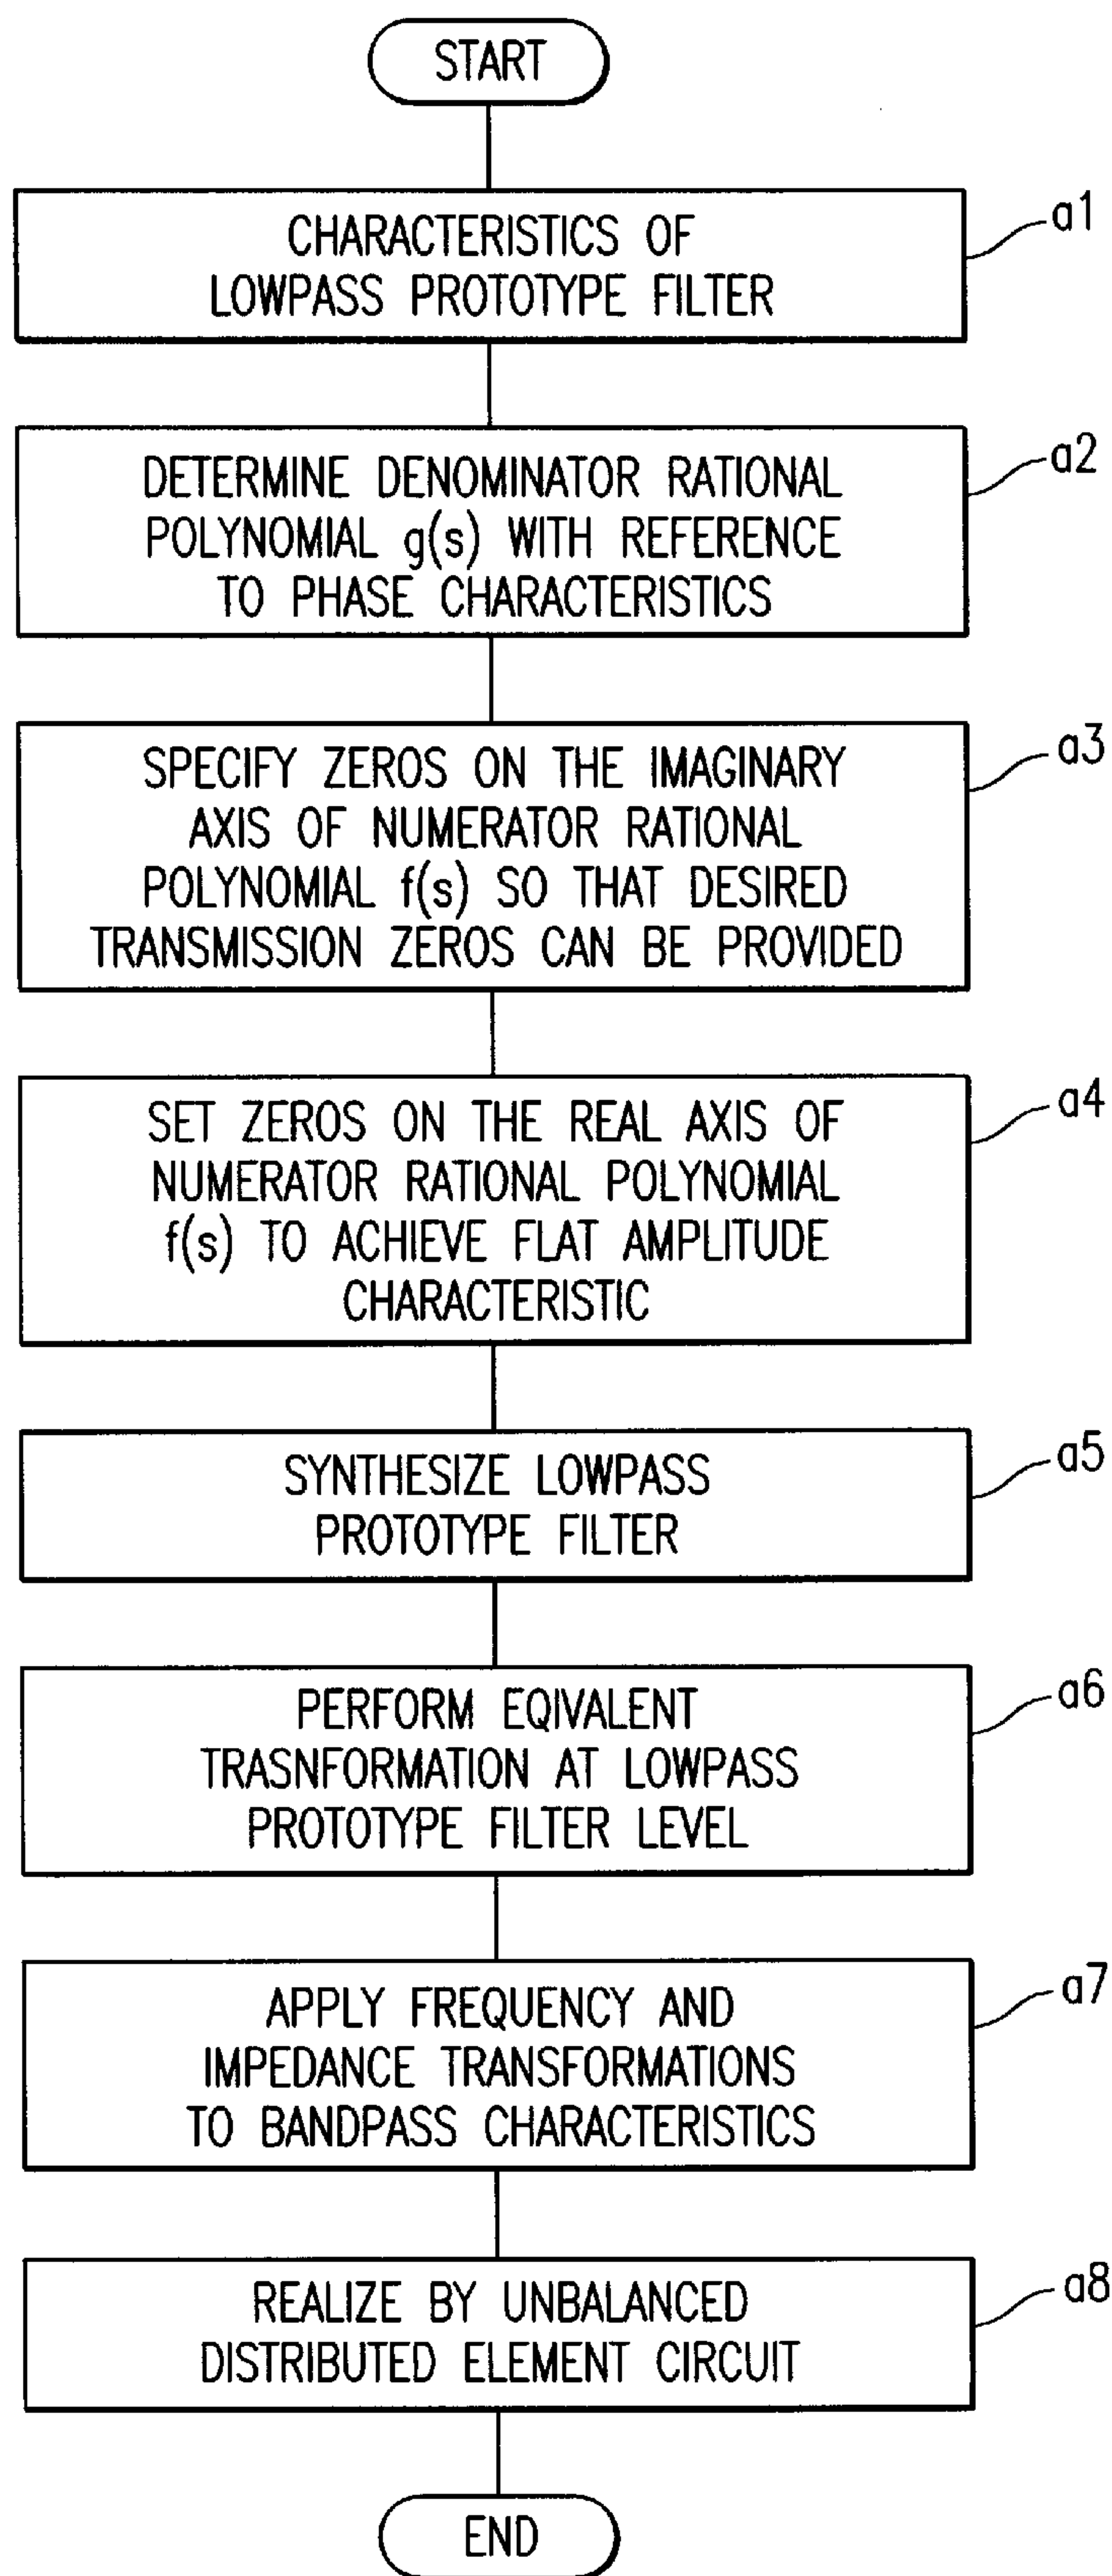 START
CHARACTERISTICS OF
LOWPASS PROTOTYPE FILTER
a1
DETERMINE DENOMINATOR RATIONAL
POLYNOMIAL g(s) WITH REFERENCE
TO PHASE CHARACTERISTICS
a2
SPECIFY ZEROS ON THE IMAGINARY
AXIS OF NUMERATOR RATIONAL
POLYNOMIAL f(s) SO THAT DESIRED
TRANSMISSION ZEROS CAN BE PROVIDED
a3
SET ZEROS ON THE REAL AXIS OF
NUMERATOR RATIONAL POLYNOMIAL
f(s) TO ACHIEVE FLAT AMPLITUDE
CHARACTERISTIC
a4
SYNTHESIZE LOWPASS
PROTOTYPE FILTER
a5
PERFORM EQIVALENT
TRASNFORMATION AT LOWPASS
PROTOTYPE FILTER LEVEL
a6
APPLY FREQUENCY AND
IMPEDANCE TRANSFORMATIONS
TO BANDPASS CHARACTERISTICS
a7
REALIZE BY UNBALANCED
DISTRIBUTED ELEMENT CIRCUIT
a8
END